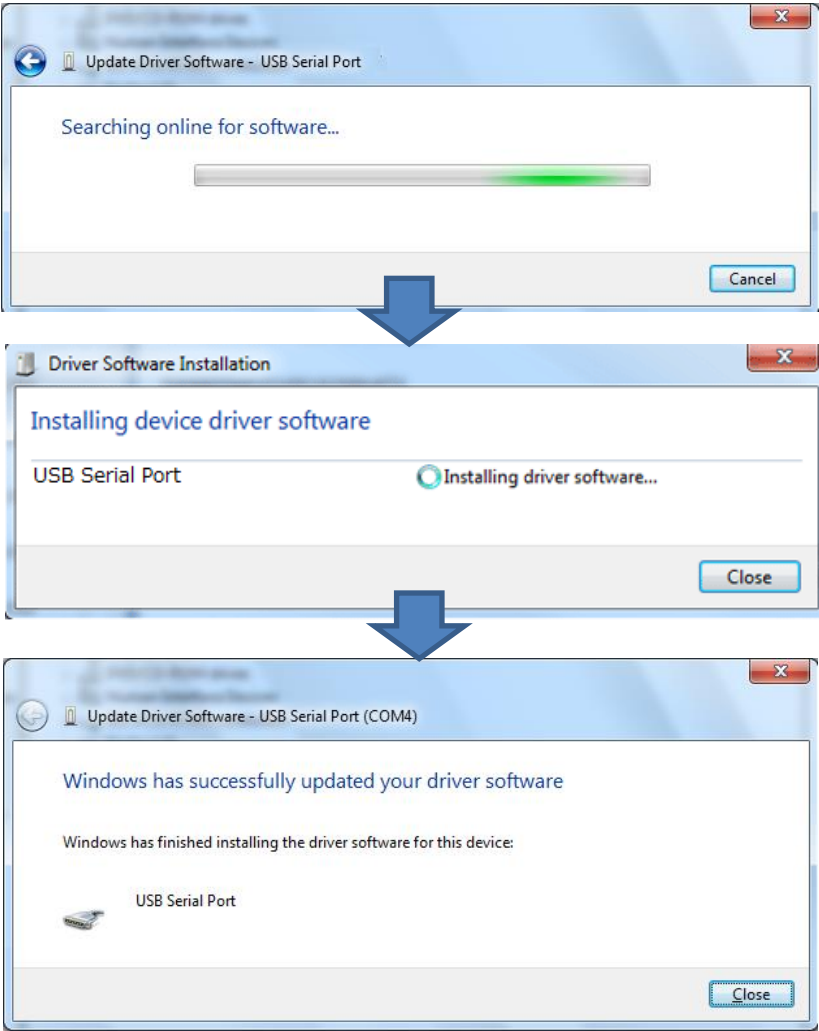 Update Driver Software - USB Serial Port
Searching online for software...
Cancel
Driver Software Installation
Installing device driver software
USB Serial Port
Installing driver software...
Close
Update Driver Software - USB Serial Port (COM4)
Windows has successfully updated your driver software
Windows has finished installing the driver software for this device:
USB Serial Port
Close